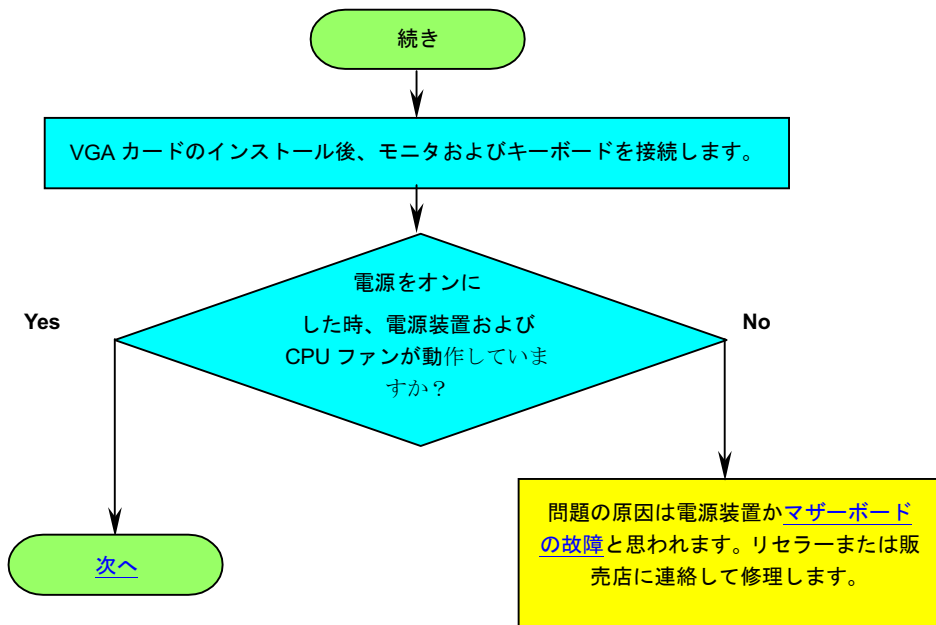 続き
VGA カードのインストール後、モニタおよびキーボードを接続します。
電源をオンに
した時、電源装置および
CPU ファンが動作していま
すか？
Yes
No
問題の原因は電源装置かマザーボード
の故障と思われます。リセラーまたは販
売店に連絡して修理します。
次へ